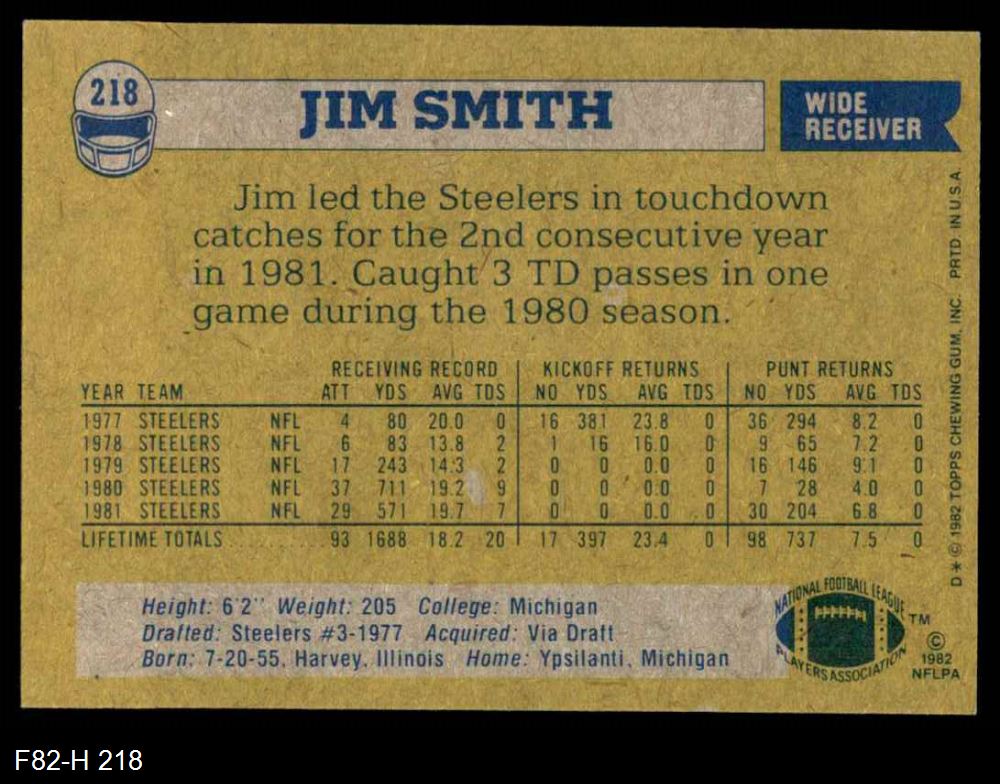 218
JIM SMITH
WIDE
RECEIVER
Jim led the Steelers in touchdown
catches for the 2nd consecutive year
in 1981. Caught 3 TD passes in one
game during the 1980 season.
RECEIVING RECORD KICKOFF RETURNS PUNT RETURNS
YEAR TEAM ATT YDS AVG TDS NO YDS AVG TDS NO YDS AVG TDS
1977 STEELERS NFL 4 80 20.0 0 16 381 23.8 0 36 294 8.2 0
1978 STEELERS NFL 6 83 13.8 2 1 16 16.0 0 9 65 7.2 0
1979 STEELERS NFL 17 243 14.3 2 0 0 0.0 0 16 146 9.1 0
1980 STEELERS NFL 37 711 19.2 9 0 0 0.0 0 7 28 4.0 0
1981 STEELERS NFL 29 571 19.7 7 0 0 0.0 0 30 204 6.8 0
LIFETIME TOTALS ........... 93 1688 18.2 20 17 397 23.4 0 98 737 7.5 0
Height: 6'2" Weight: 205 College: Michigan
Drafted: Steelers #3-1977 Acquired: Via Draft
Born: 7-20-55, Harvey, Illinois Home: Ypsilanti, Michigan
NATIONAL FOOTBALL LEAGUE
PLAYERS ASSOCIATION
TM
©
1982
NFLPA
D✶© 1982 TOPPS CHEWING GUM, INC. PRTD. IN U.S.A.
F82-H 218